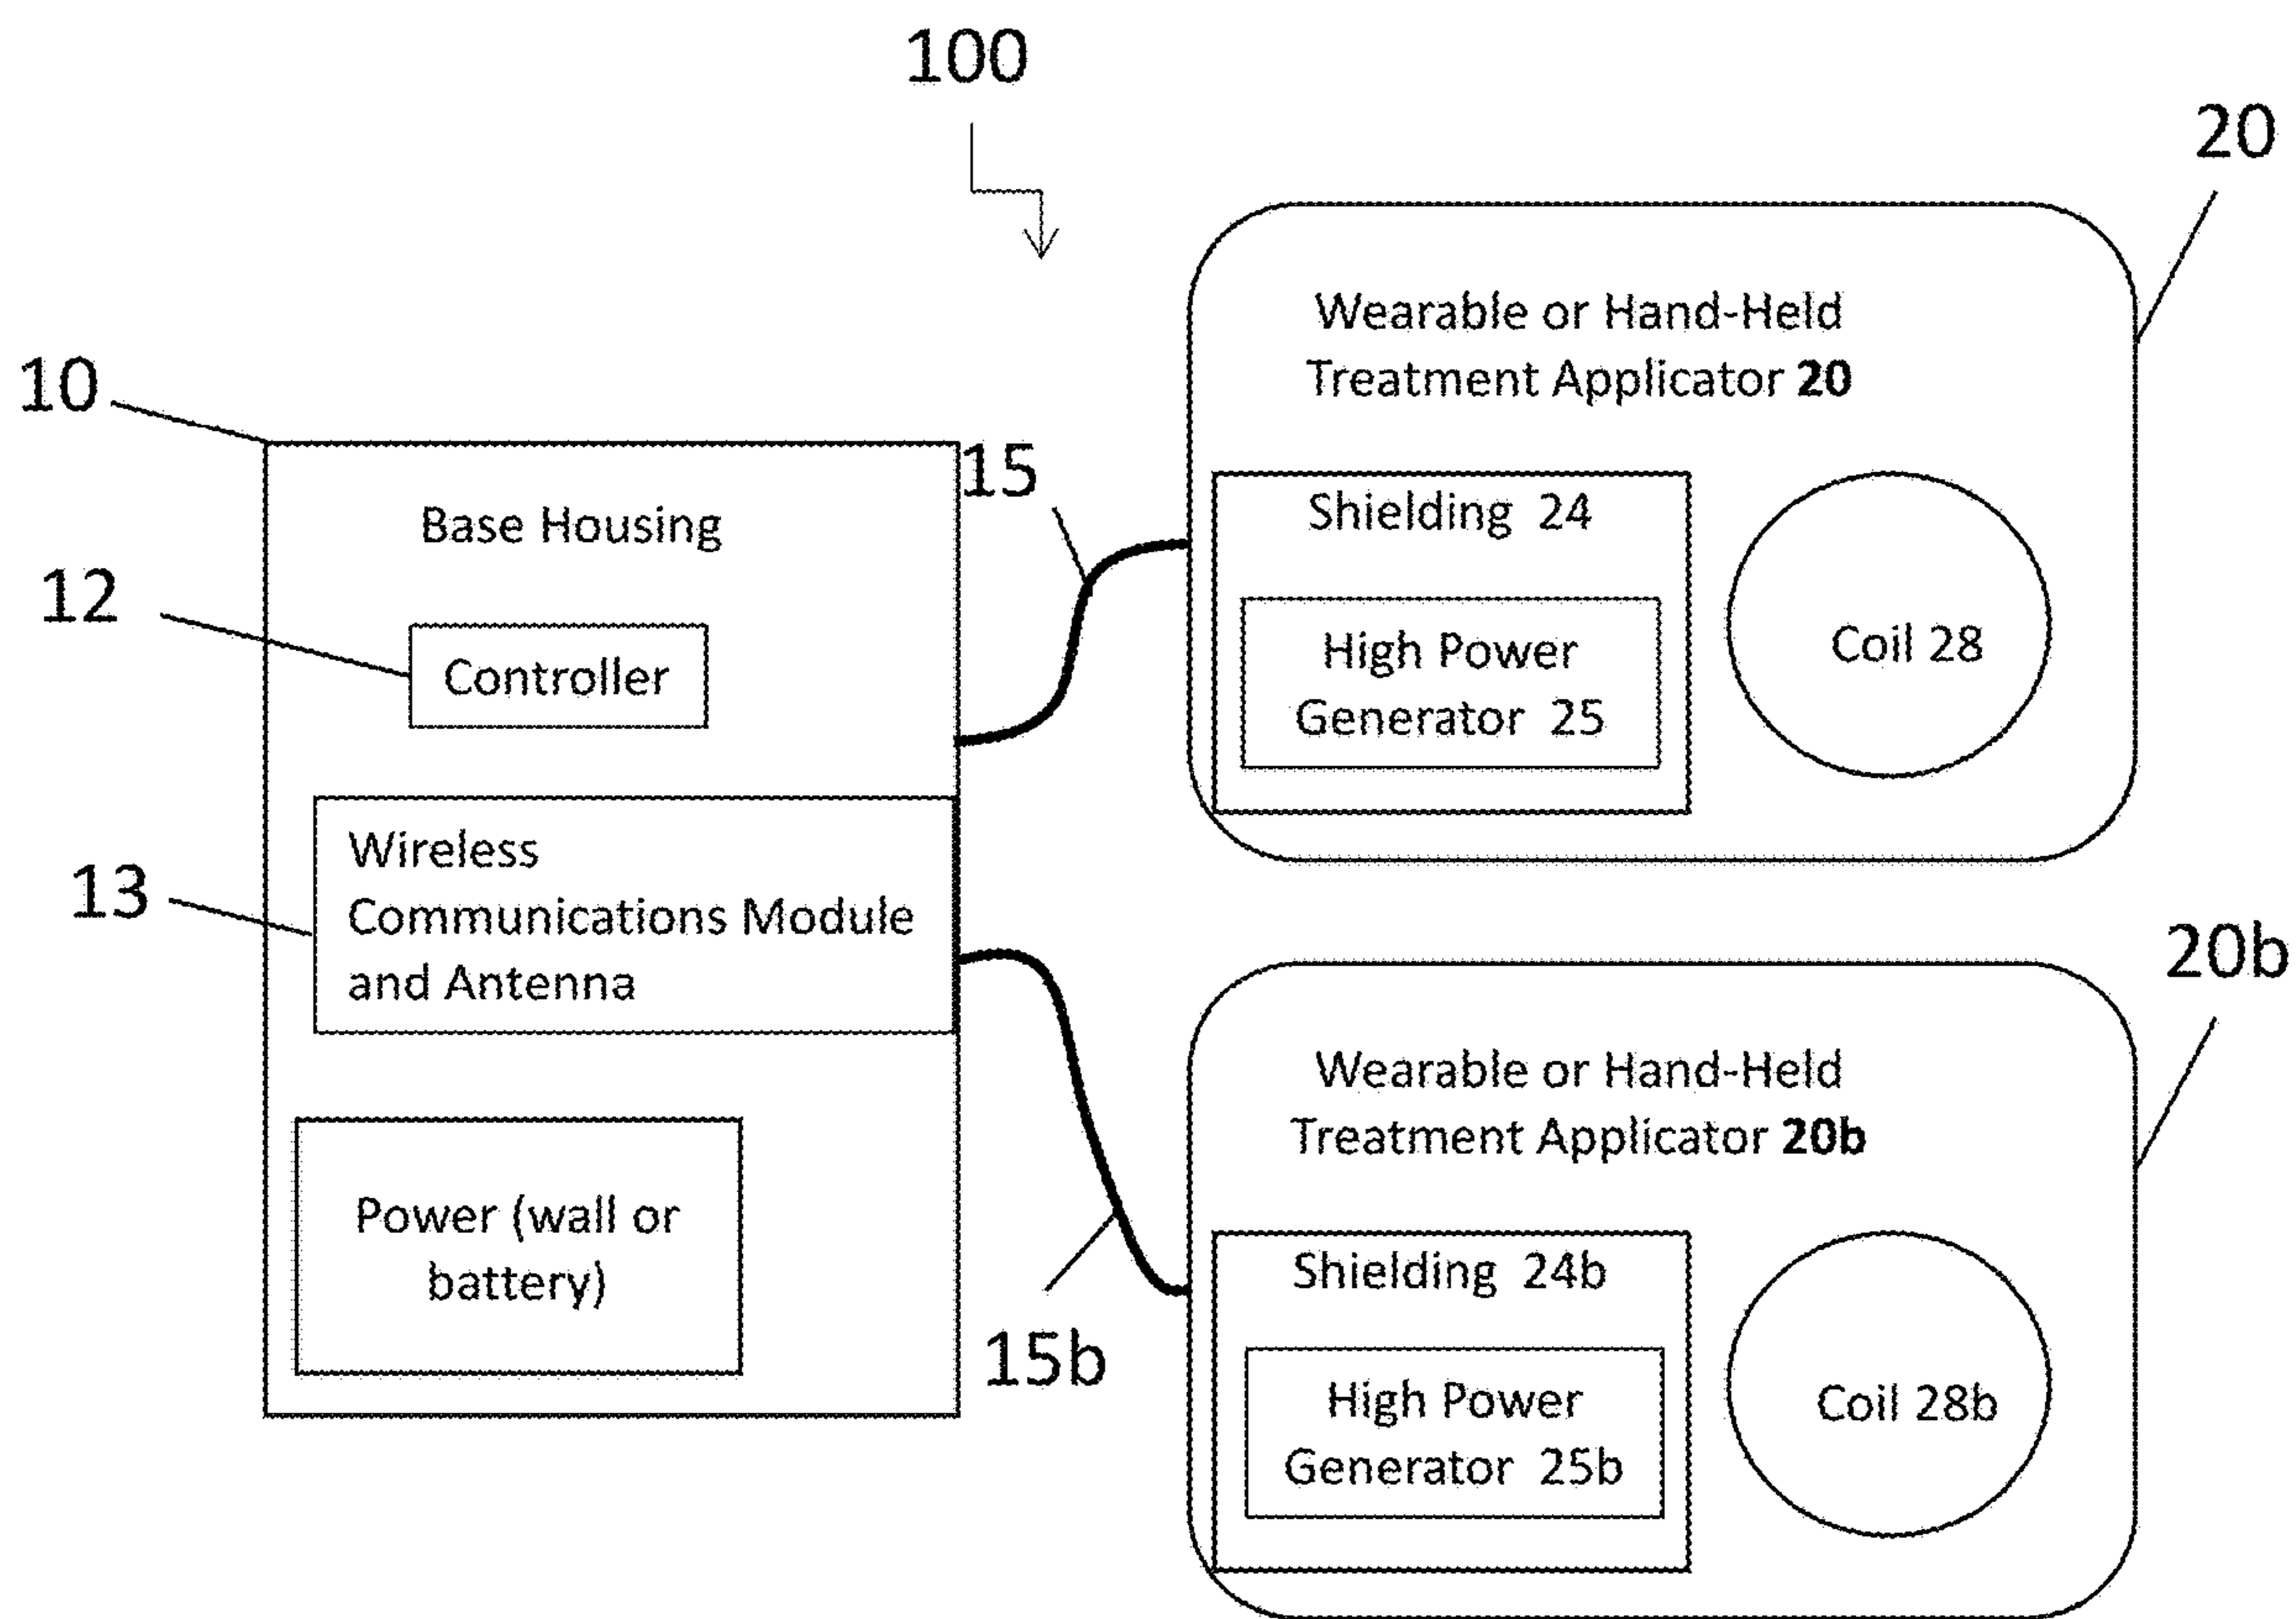 100
20
Wearable or Hand-Held
Treatment Applicator 20
10
15
Shielding 24
Base Housing
12
High Power
Generator 25
Coil 28
Controller
Wireless
Communications Module
and Antenna
13
20b
Wearable or Hand-Held
Treatment Applicator 20b
Power (wall or
battery)
15b
Shielding 24b
High Power
Generator 25b
Coil 28b